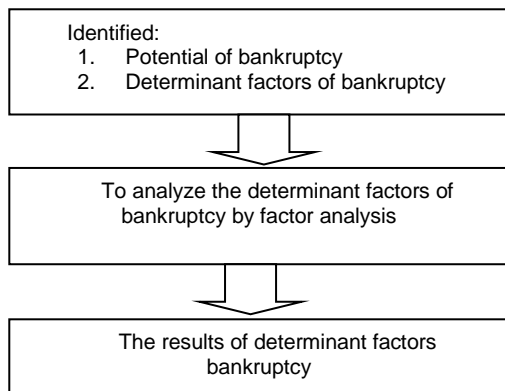 Identified:
1. Potential of bankruptcy
2. Determinant factors of bankruptcy
To analyze the determinant factors of
bankruptcy by factor analysis
The results of determinant factors
bankruptcy